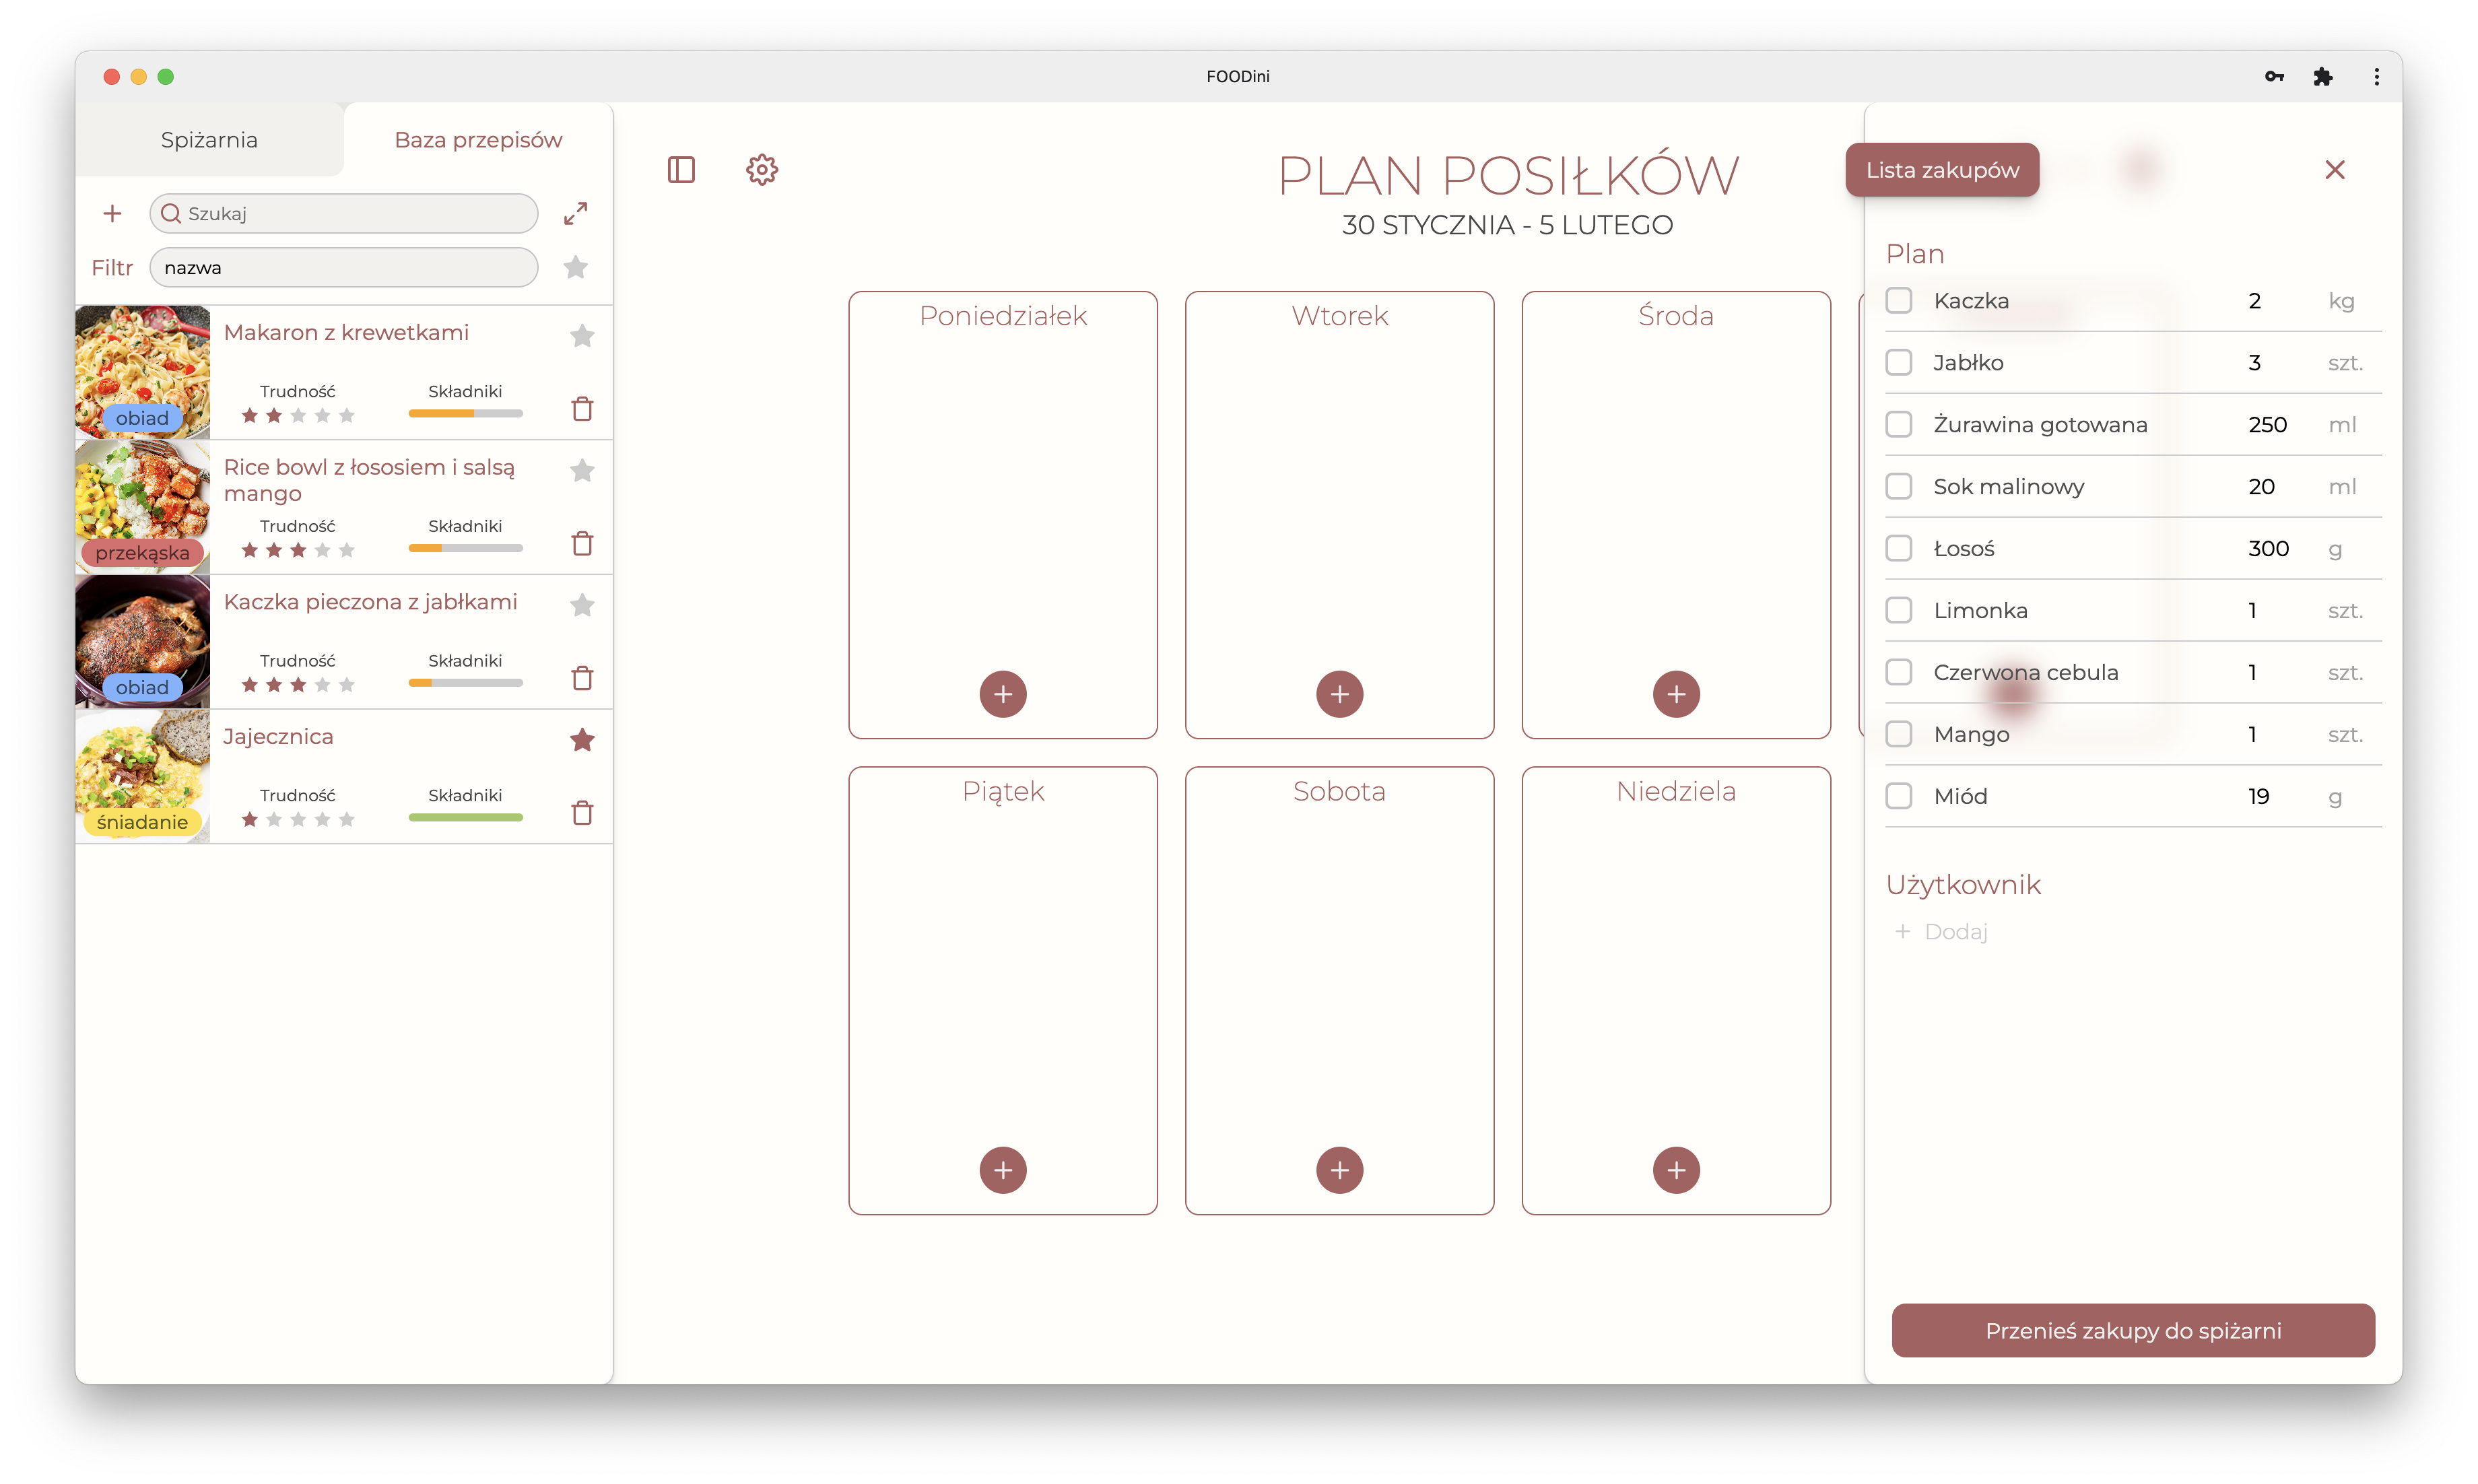 FOODini
Spiżarnia
Baza przepisów
Szukaj
Filtr
nazwa
Makaron z krewetkami
Trudność
Składniki
obiad
Rice bowl z łososiem i salsą
mango
Trudność
Składniki
przekąska
Kaczka pieczona z jabłkami
Trudność
Składniki
obiad
Jajecznica
Trudność
Składniki
śniadanie
PLAN POSIŁKÓW
30 STYCZNIA - 5 LUTEGO
Poniedziałek
Wtorek
Środa
Piątek
Sobota
Niedziela
Lista zakupów
Plan
Kaczka 2 kg
Jabłko 3 szt.
Żurawina gotowana 250 ml
Sok malinowy 20 ml
Łosoś 300 g
Limonka 1 szt.
Czerwona cebula 1 szt.
Mango 1 szt.
Miód 19 g
Użytkownik
+ Dodaj
Przenieś zakupy do spiżarni